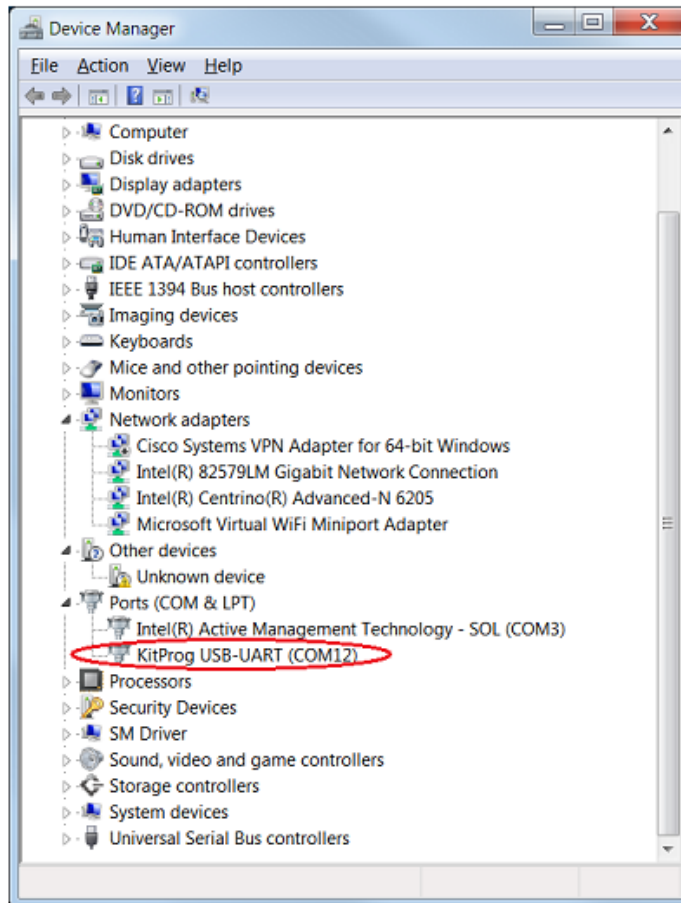 Device Manager
File Action View Help
Computer
Disk drives
Display adapters
DVD/CD-ROM drives
Human Interface Devices
IDE ATA/ATAPI controllers
IEEE 1394 Bus host controllers
Imaging devices
Keyboards
Mice and other pointing devices
Monitors
Network adapters
Cisco Systems VPN Adapter for 64-bit Windows
Intel(R) 82579LM Gigabit Network Connection
Intel(R) Centrino(R) Advanced-N 6205
Microsoft Virtual WiFi Miniport Adapter
Other devices
Unknown device
Ports (COM & LPT)
Intel(R) Active Management Technology - SOL (COM3)
KitProg USB-UART (COM12)
Processors
Security Devices
SM Driver
Sound, video and game controllers
Storage controllers
System devices
Universal Serial Bus controllers